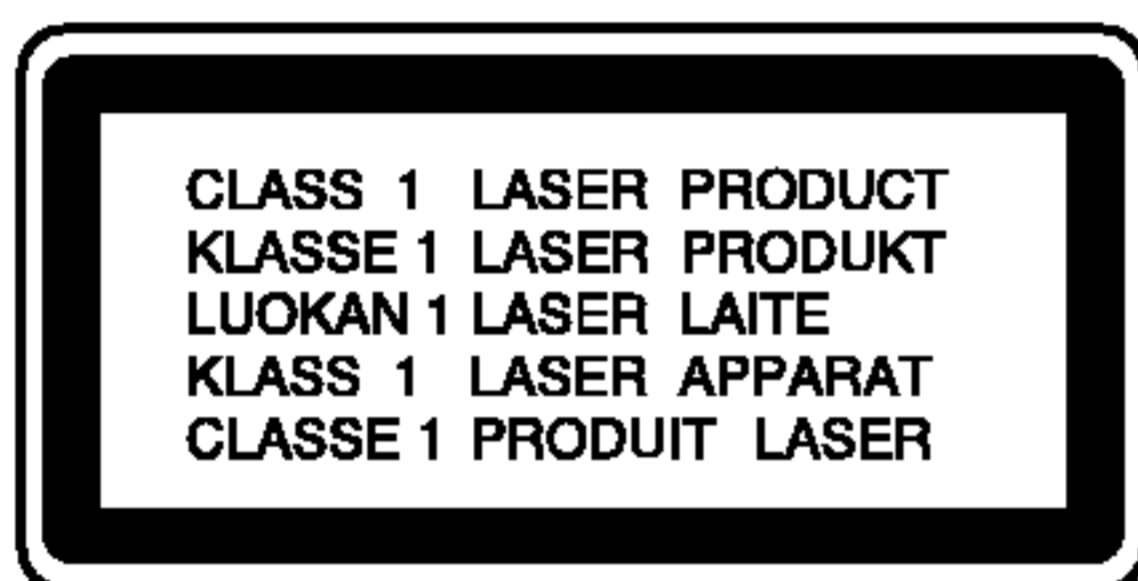 CLASS 1 LASER PRODUCT
KLASSE 1 LASER PRODUKT
LUOKAN 1 LASER LAITE
KLASS 1 LASER APPARAT
CLASSE 1 PRODUIT LASER